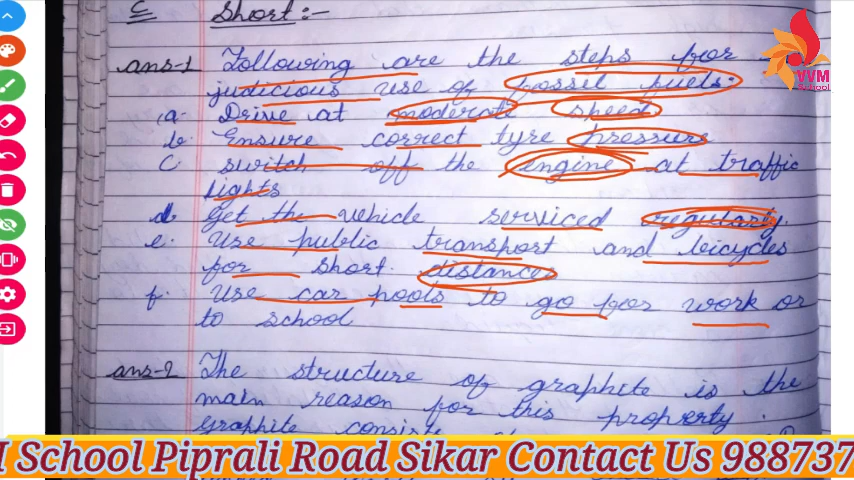 C Short:-
ans-1 Following are the steps for
judicious use of fossel fuels.
a. Drive at moderate speed
b. Ensure correct tyre pressure
C. switch off the engine at traffic
lights
d. Get the vehicle serviced regularly.
e. Use public transport and bicycles
for short distances
f. Use car pools to go for work or
to school
ans-2 The structure of graphite is the
main reason for this property.
Graphite consists
VVM
School
School Piprali Road Sikar Contact Us 988737